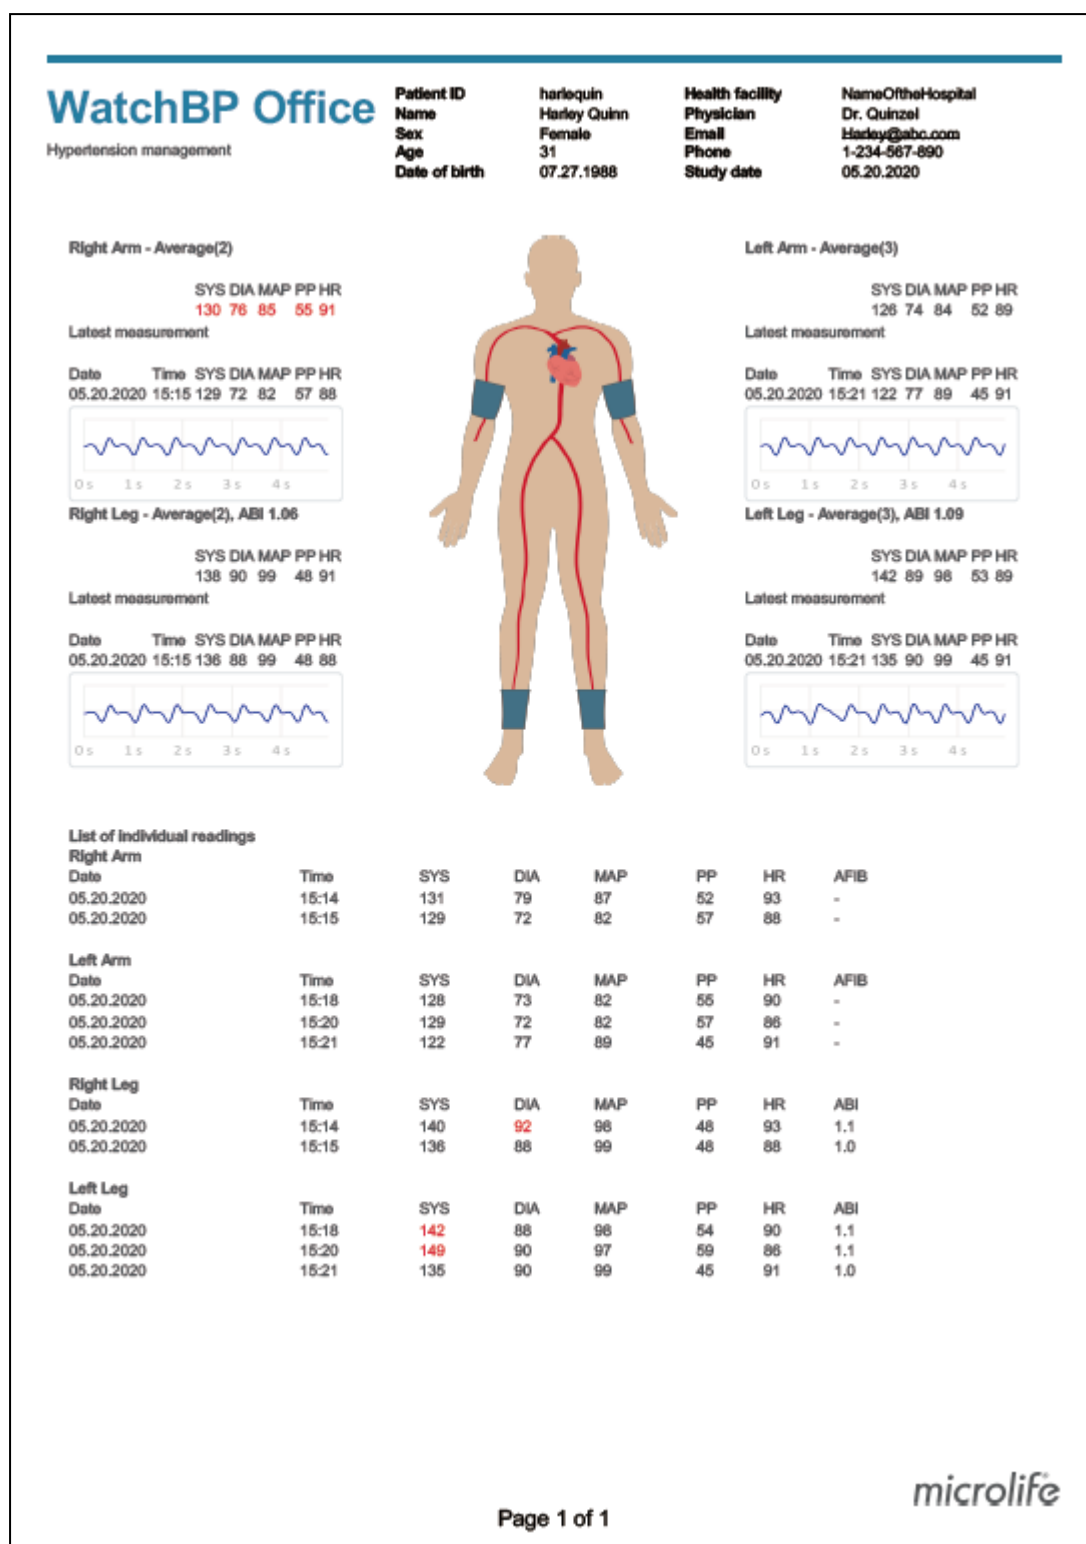 WatchBP Office
Hypertension management
Patient ID harlequin
Name Harley Quinn
Sex Female
Age 31
Date of birth 07.27.1988
Health facility NameOftheHospital
Physician Dr. Quinzel
Email Harley@abc.com
Phone 1-234-567-890
Study date 05.20.2020
Right Arm - Average(2)
SYS DIA MAP PP HR
130 76 85 55 91
Latest measurement
Date Time SYS DIA MAP PP HR
05.20.2020 15:15 129 72 82 57 88
0 s 1 s 2 s 3 s 4 s
Right Leg - Average(2), ABI 1.06
SYS DIA MAP PP HR
138 90 99 48 91
Latest measurement
Date Time SYS DIA MAP PP HR
05.20.2020 15:15 136 88 99 48 88
0 s 1 s 2 s 3 s 4 s
Left Arm - Average(3)
SYS DIA MAP PP HR
126 74 84 52 89
Latest measurement
Date Time SYS DIA MAP PP HR
05.20.2020 15:21 122 77 89 45 91
0 s 1 s 2 s 3 s 4 s
Left Leg - Average(3), ABI 1.09
SYS DIA MAP PP HR
142 89 98 53 89
Latest measurement
Date Time SYS DIA MAP PP HR
05.20.2020 15:21 135 90 99 45 91
0 s 1 s 2 s 3 s 4 s
List of individual readings
Right Arm
Date Time SYS DIA MAP PP HR AFIB
05.20.2020 15:14 131 79 87 52 93 -
05.20.2020 15:15 129 72 82 57 88 -
Left Arm
Date Time SYS DIA MAP PP HR AFIB
05.20.2020 15:18 128 73 82 55 90 -
05.20.2020 15:20 129 72 82 57 86 -
05.20.2020 15:21 122 77 89 45 91 -
Right Leg
Date Time SYS DIA MAP PP HR ABI
05.20.2020 15:14 140 92 98 48 93 1.1
05.20.2020 15:15 136 88 99 48 88 1.0
Left Leg
Date Time SYS DIA MAP PP HR ABI
05.20.2020 15:18 142 88 98 54 90 1.1
05.20.2020 15:20 149 90 97 59 86 1.1
05.20.2020 15:21 135 90 99 45 91 1.0
microlife
Page 1 of 1